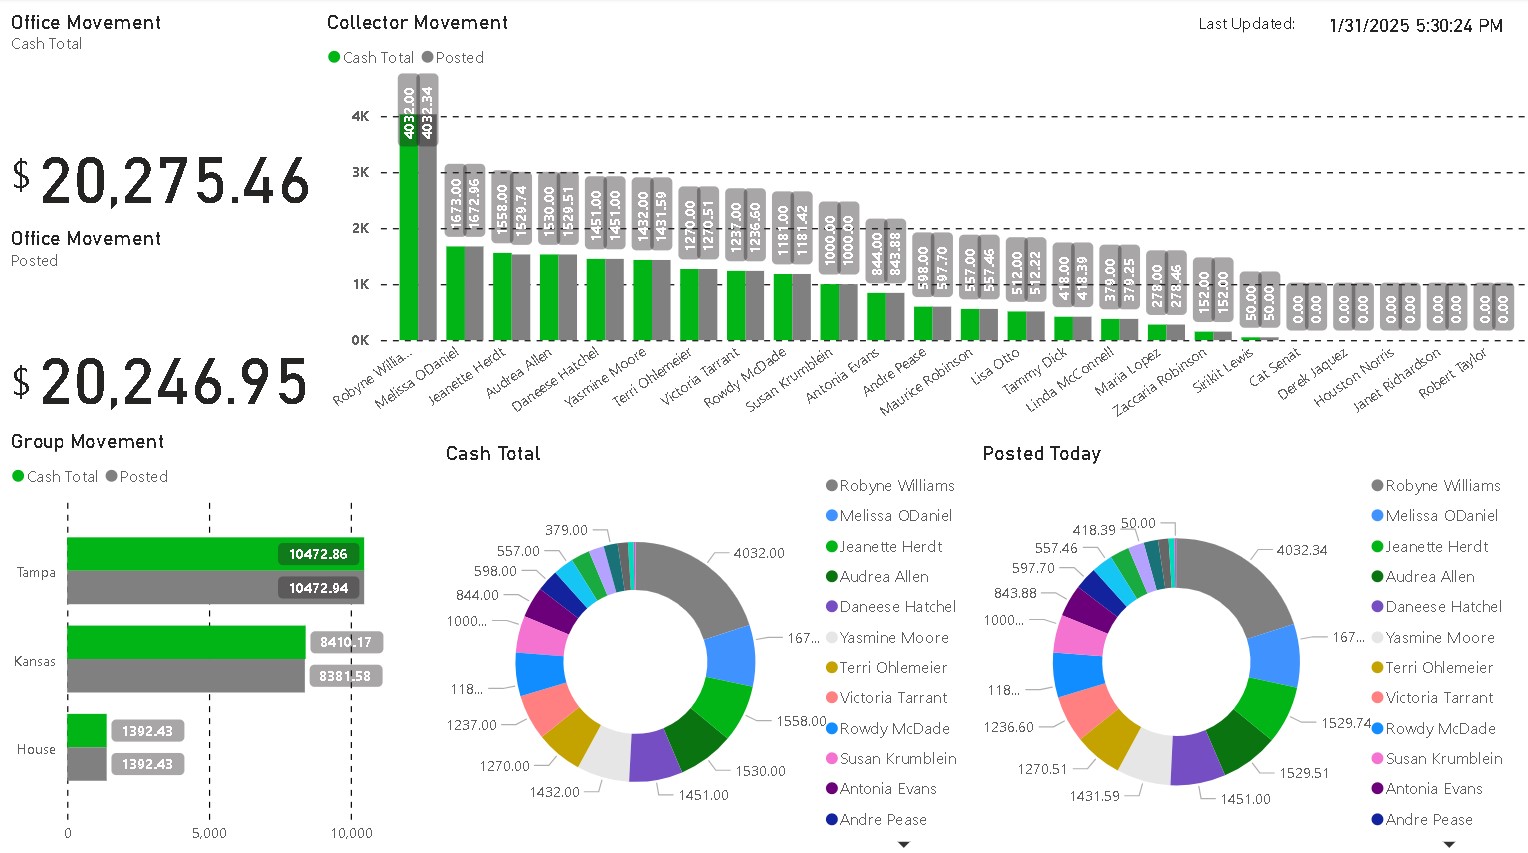 Office Movement
Cash Total
$ 20,275.46
Office Movement
Posted
$ 20,246.95
Collector Movement
Cash Total Posted
Last Updated: 1/31/2025 5:30:24 PM
4K
3K
2K
1K
0K
4032.00 4032.34
1673.00 1672.96
1558.00 1529.74
1530.00 1529.51
1451.00 1451.00
1432.00 1431.59
1270.00 1270.51
1237.00 1236.60
1181.00 1181.42
1000.00 1000.00
844.00 843.88
598.00 597.70
557.00 557.46
512.00 512.22
418.00 418.39
379.00 379.25
278.00 278.46
152.00 152.00
50.00 50.00
0.00 0.00
0.00 0.00
0.00 0.00
0.00 0.00
0.00 0.00
Robyne Willia...
Melissa ODaniel
Jeanette Herdt
Audrea Allen
Daneese Hatchel
Yasmine Moore
Terri Ohlemeier
Victoria Tarrant
Rowdy McDade
Susan Krumblein
Antonia Evans
Andre Pease
Maurice Robinson
Lisa Otto
Tammy Dick
Linda McConnell
Maria Lopez
Zaccaria Robinson
Sirikit Lewis
Cat Senat
Derek Jaquez
Houston Norris
Janet Richardson
Robert Taylor
Group Movement
Cash Total Posted
Tampa
10472.86
10472.94
Kansas
8410.17
8381.58
House
1392.43
1392.43
0 5,000 10,000
Cash Total
379.00
557.00
598.00
844.00
1000...
118...
1237.00
1270.00
1432.00
1451.00
1530.00
1558.00
167...
4032.00
Robyne Williams
Melissa ODaniel
Jeanette Herdt
Audrea Allen
Daneese Hatchel
Yasmine Moore
Terri Ohlemeier
Victoria Tarrant
Rowdy McDade
Susan Krumblein
Antonia Evans
Andre Pease
Posted Today
50.00
418.39
557.46
597.70
843.88
1000...
118...
1236.60
1270.51
1431.59
1451.00
1529.51
1529.74
167...
4032.34
Robyne Williams
Melissa ODaniel
Jeanette Herdt
Audrea Allen
Daneese Hatchel
Yasmine Moore
Terri Ohlemeier
Victoria Tarrant
Rowdy McDade
Susan Krumblein
Antonia Evans
Andre Pease